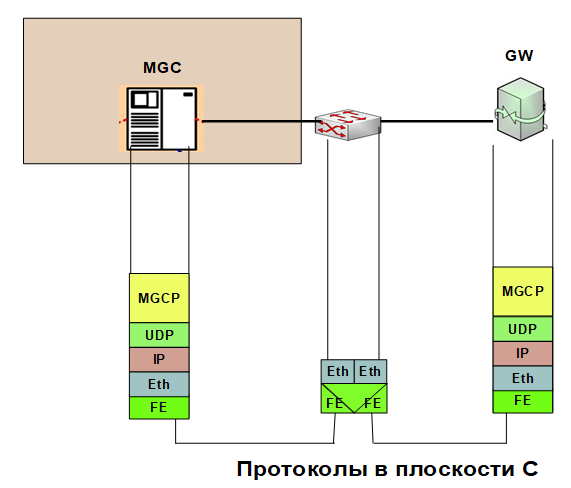 MGC
GW
MGCP
UDP
IP
Eth
FE
Eth Eth
FE FE
MGCP
UDP
IP
Eth
FE
Протоколы в плоскости С